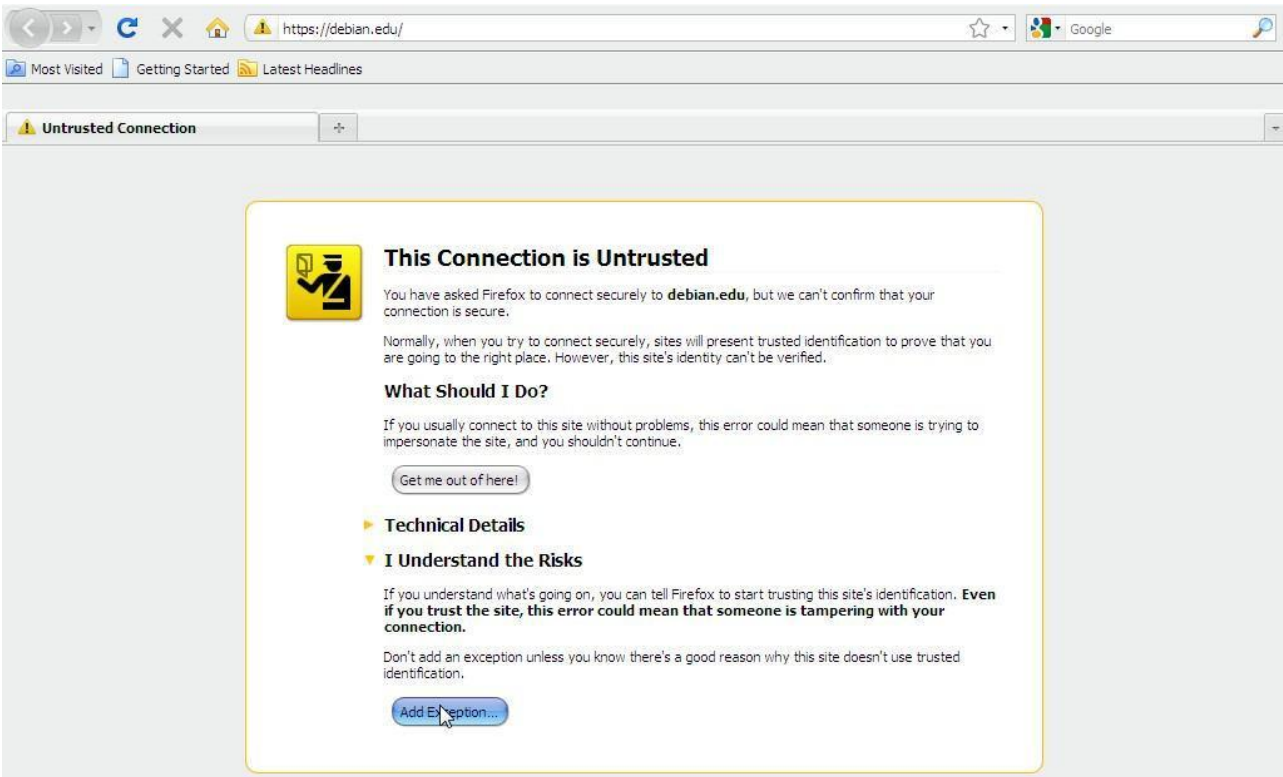 https://debian.edu/
Google
Most Visited Getting Started Latest Headlines
Untrusted Connection
This Connection is Untrusted
You have asked Firefox to connect securely to debian.edu, but we can't confirm that your
connection is secure.
Normally, when you try to connect securely, sites will present trusted identification to prove that you
are going to the right place. However, this site's identity can't be verified.
What Should I Do?
If you usually connect to this site without problems, this error could mean that someone is trying to
impersonate the site, and you shouldn't continue.
Get me out of here!
Technical Details
I Understand the Risks
If you understand what's going on, you can tell Firefox to start trusting this site's identification. Even
if you trust the site, this error could mean that someone is tampering with your
connection.
Don't add an exception unless you know there's a good reason why this site doesn't use trusted
identification.
Add Exception...